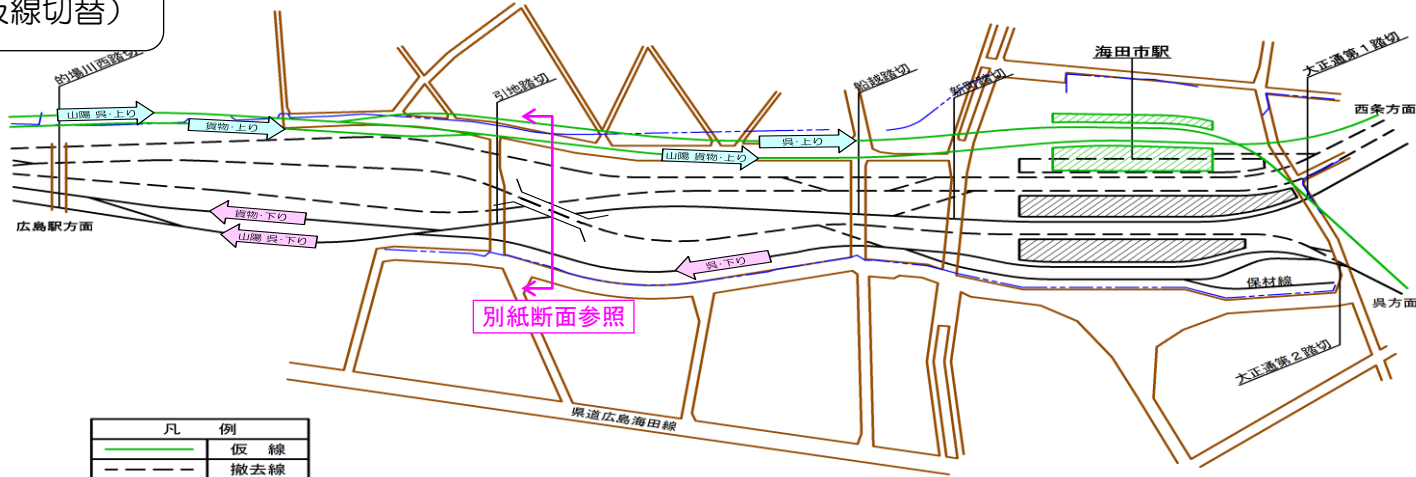 線切替）
的場川西踏切
引地踏切
船越踏切
新町踏切
海田市駅
大正通第１踏切
西条方面
山陽 呉・上り
貨物・上り
山陽 貨物・上り
呉・上り
広島駅方面
貨物・下り
山陽 呉・下り
呉・下り
保材線
呉方面
別紙断面参照
大正通第２踏切
県道広島海田線
凡　例
仮　線
撤去線